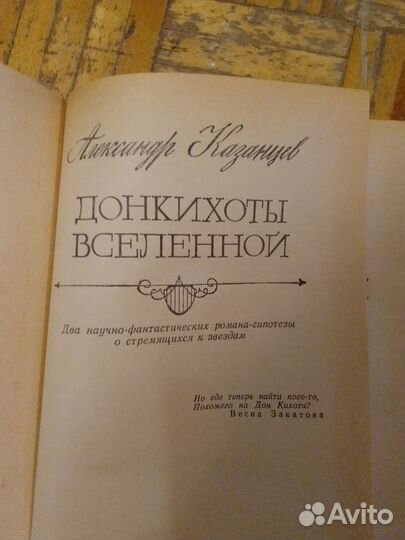 Александр Казанцев
ДОНКИХОТЫ
ВСЕЛЕННОЙ
Два научно-фантастических романа-гипотезы
о стремящихся к звездам
Но где теперь найти кого-то,
Похожего на Дон Кихота?
Весна Закатова
Avito